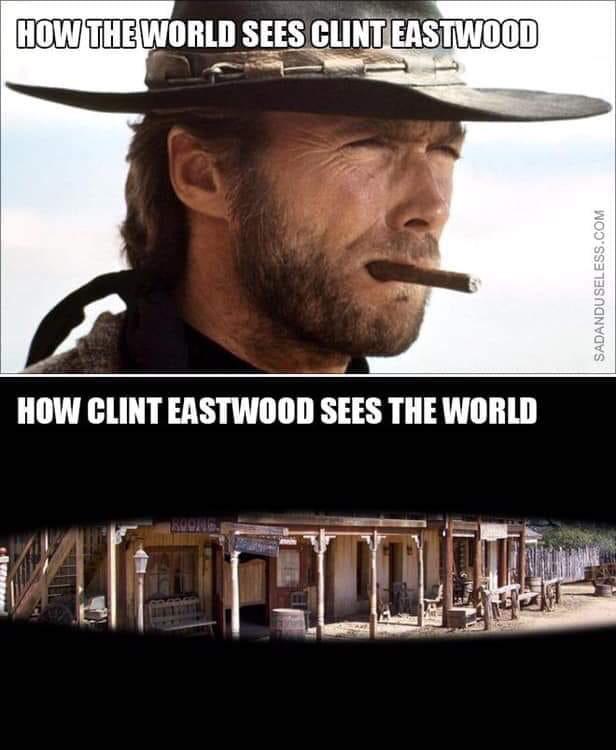 HOW THE WORLD SEES CLINT EASTWOOD
SADANDUSELESS.COM
HOW CLINT EASTWOOD SEES THE WORLD
ROOMS